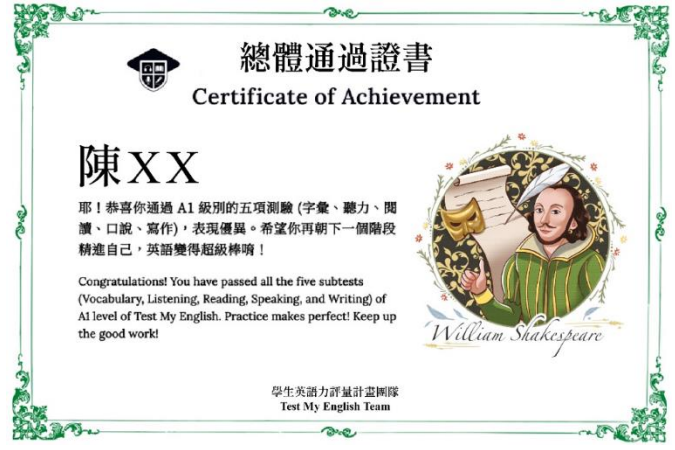 總體通過證書
Certificate of Achievement
陳XX
耶！恭喜你通過 A1 級別的五項測驗 (字彙、聽力、閱
讀、口說、寫作)，表現優異。希望你再朝下一個階段
精進自己，英語變得超級棒唷！
Congratulations! You have passed all the five subtests
(Vocabulary, Listening, Reading, Speaking, and Writing) of
A1 level of Test My English. Practice makes perfect! Keep up
the good work!
William Shakespeare
學生英語力評量計畫團隊
Test My English Team